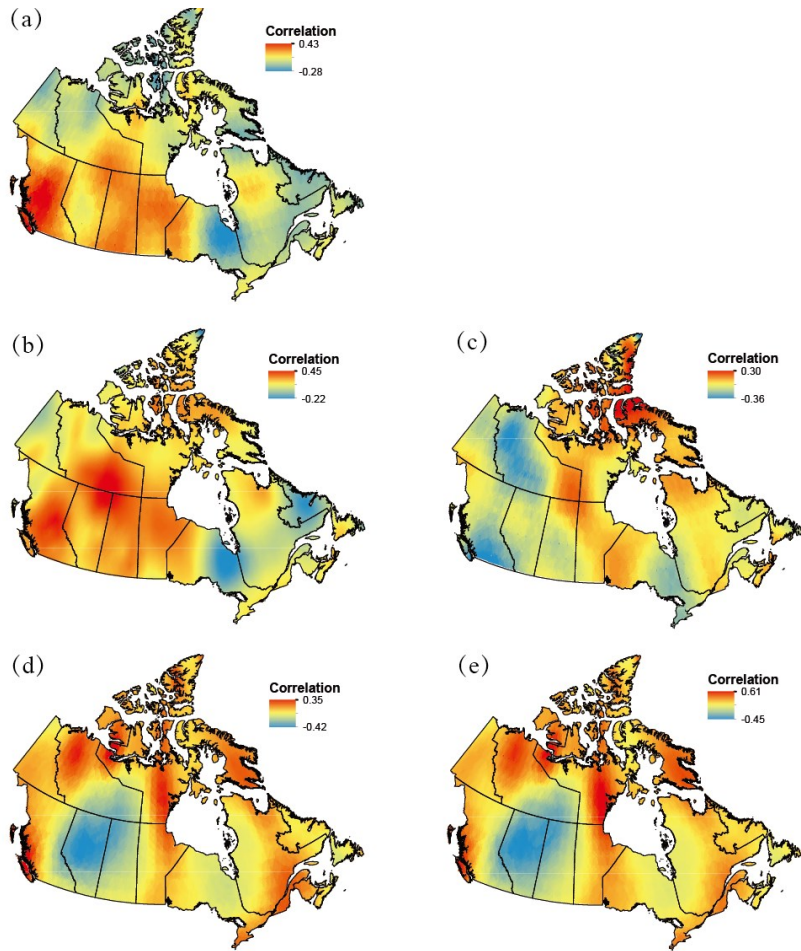 (a)
Correlation
0.43
-0.28
(b)
Correlation
0.45
-0.22
(c)
Correlation
0.30
-0.36
(d)
Correlation
0.35
-0.42
(e)
Correlation
0.61
-0.45